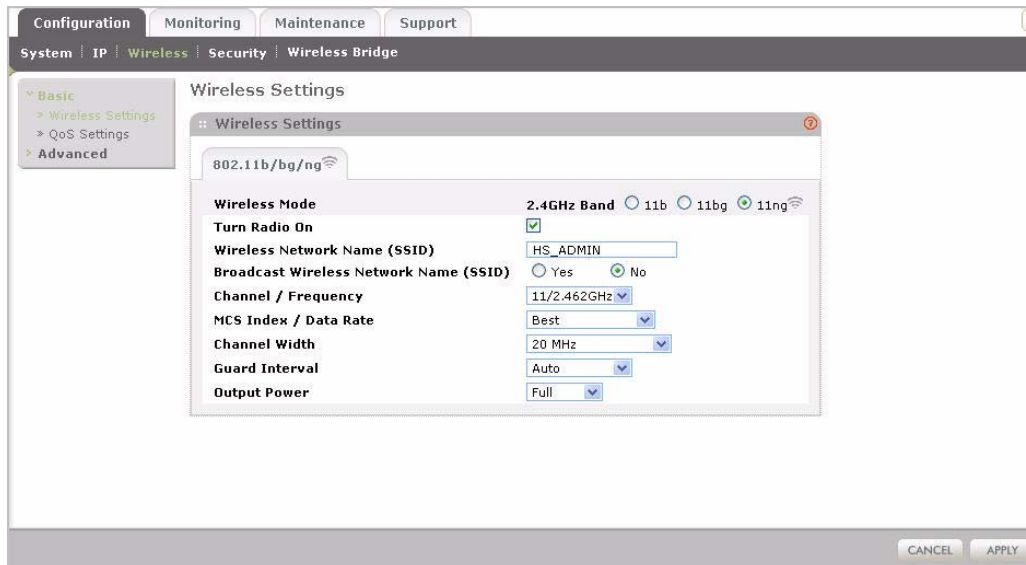 Configuration Monitoring Maintenance Support
System IP Wireless Security Wireless Bridge
Basic
Wireless Settings
QoS Settings
Advanced
Wireless Settings
:: Wireless Settings ?
802.11b/bg/ng
Wireless Mode 2.4GHz Band 11b 11bg 11ng
Turn Radio On
Wireless Network Name (SSID) HS_ADMIN
Broadcast Wireless Network Name (SSID) Yes No
Channel / Frequency 11/2.462GHz
MCS Index / Data Rate Best
Channel Width 20 MHz
Guard Interval Auto
Output Power Full
CANCEL APPLY